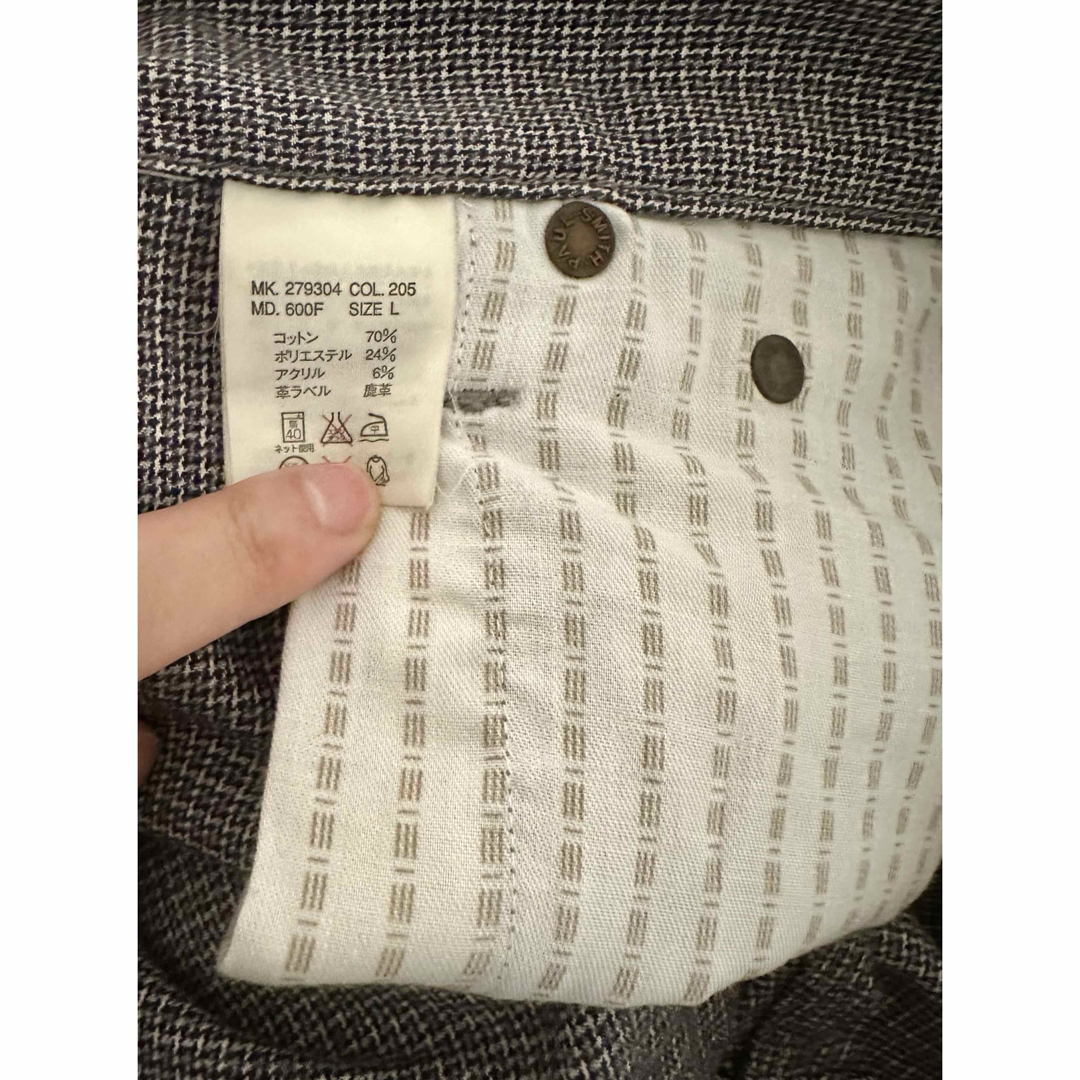 PAUL SMITH
MK. 279304 COL. 205
MD. 600F SIZE L
コットン 70%
ポリエステル 24%
アクリル 6%
革ラベル 鹿革
40 中
ネット使用